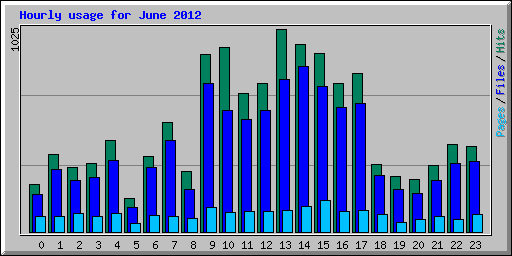 Hourly usage for June 2012
1025
Pages/Files/Hits
0 1 2 3 4 5 6 7 8 9 10 11 12 13 14 15 16 17 18 19 20 21 22 23